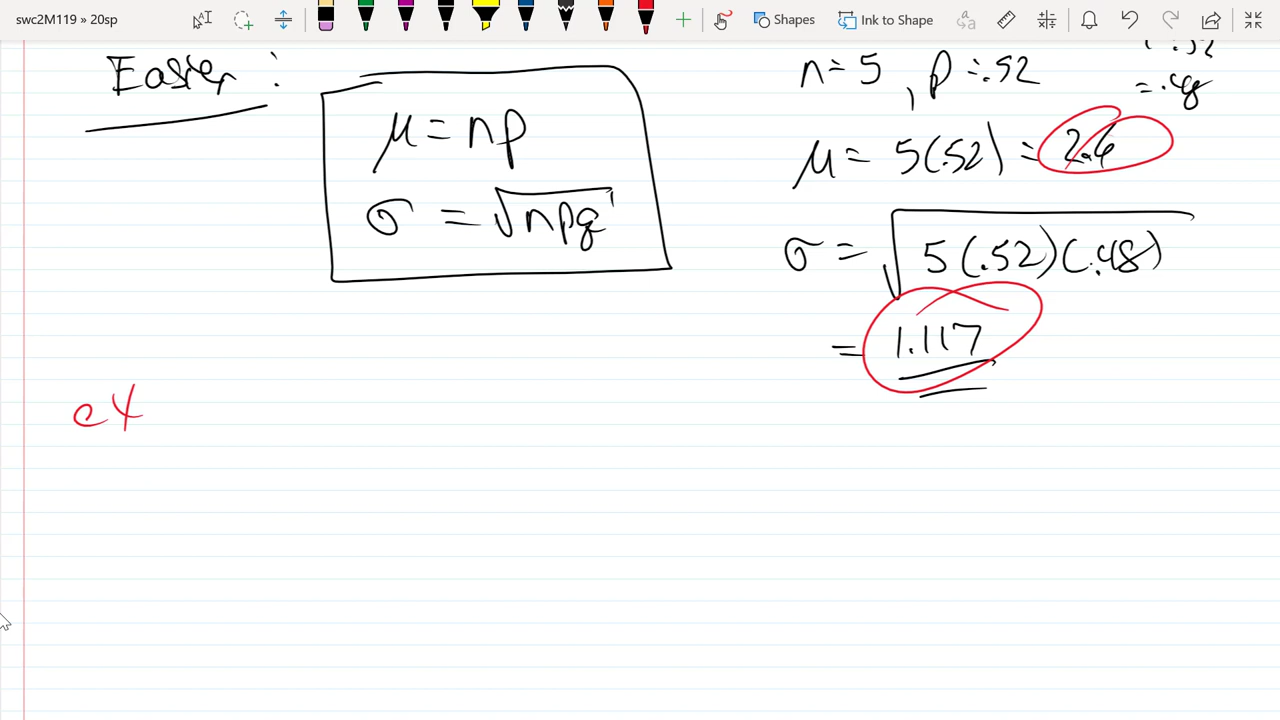 swc2M119 » 20sp
Shapes
Ink to Shape
Easier :
μ = np
σ = √npq
n = 5 , p = .52
= .48
μ = 5(.52) = 2.6
σ = √5(.52)(.48)
= 1.117